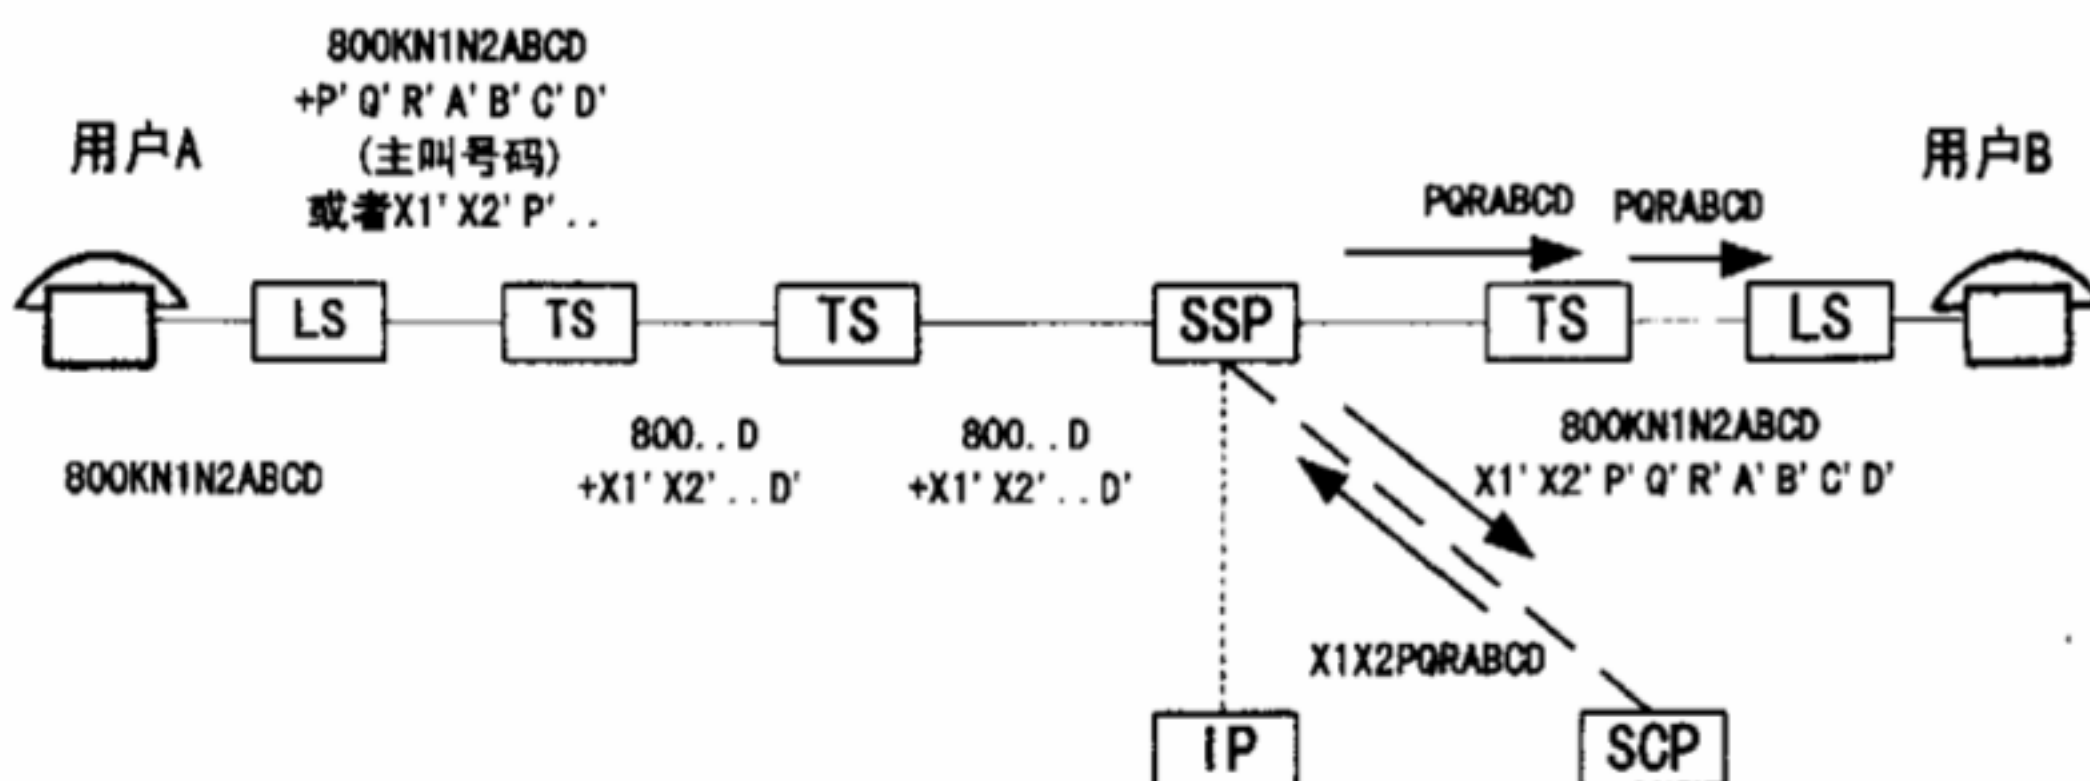 800KN1N2ABCD
+P'Q'R'A'B'C'D'
(主叫号码)
或者X1'X2'P'..
用户A
用户B
PQRABCD
PQRABCD
LS
TS
TS
SSP
TS
LS
800KN1N2ABCD
800..D
+X1'X2'..D'
800..D
+X1'X2'..D'
800KN1N2ABCD
X1'X2'P'Q'R'A'B'C'D'
X1X2PQRABCD
IP
SCP